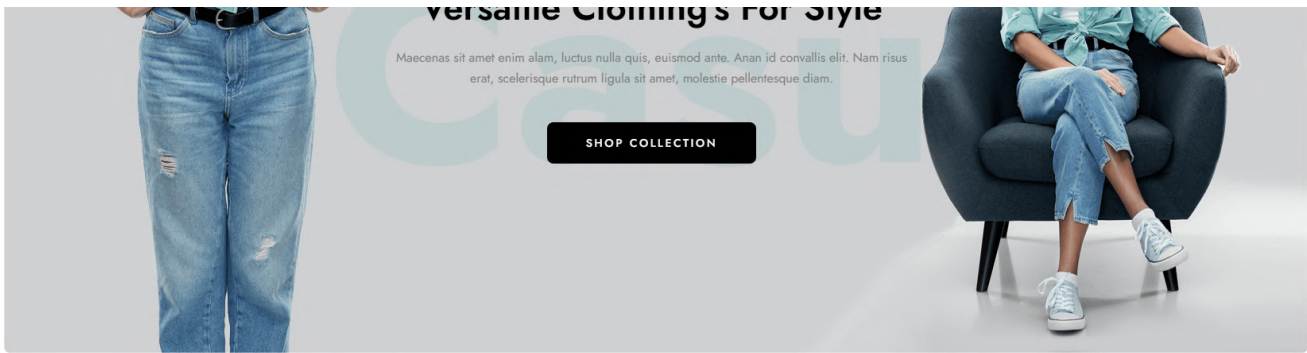 Versatile Clothing's For Style
Maecenas sit amet enim alam, luctus nulla quis, euismod ante. Anan id convallis elit. Nam risus
erat, scelerisque rutrum ligula sit amet, molestie pellentesque diam.
Casu
SHOP COLLECTION